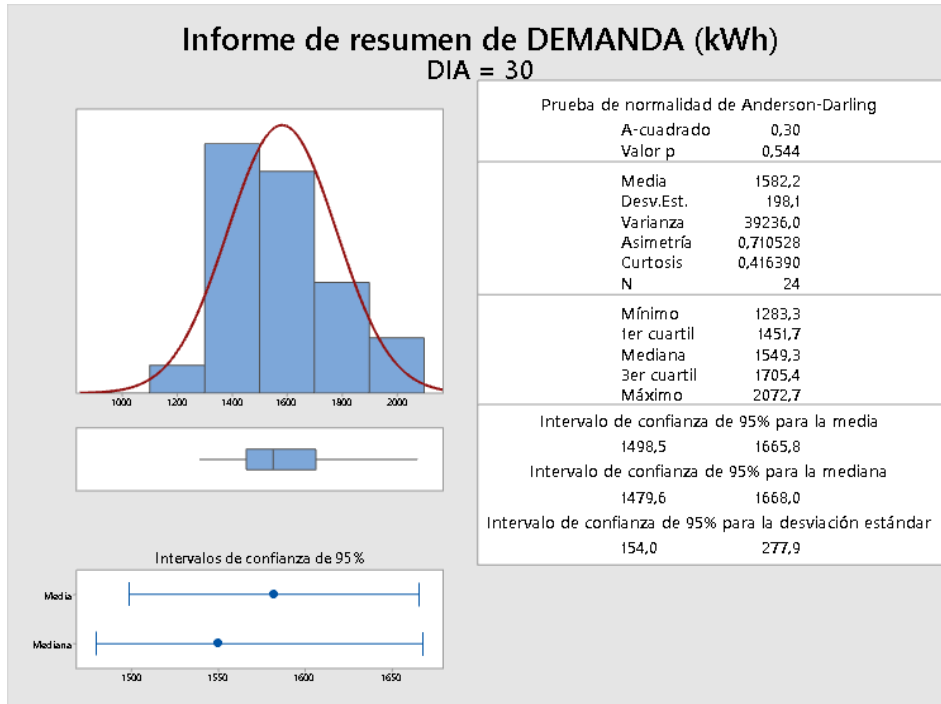 Informe de resumen de DEMANDA (kWh)
DIA = 30
1000 1200 1400 1600 1800 2000
Intervalos de confianza de 95%
Media
Mediana
1500 1550 1600 1650
Prueba de normalidad de Anderson-Darling
A-cuadrado 0,30
Valor p 0,544
Media 1582,2
Desv.Est. 198,1
Varianza 39236,0
Asimetría 0,710528
Curtosis 0,416390
N 24
Mínimo 1283,3
1er cuartil 1451,7
Mediana 1549,3
3er cuartil 1705,4
Máximo 2072,7
Intervalo de confianza de 95% para la media
1498,5 1665,8
Intervalo de confianza de 95% para la mediana
1479,6 1668,0
Intervalo de confianza de 95% para la desviación estándar
154,0 277,9